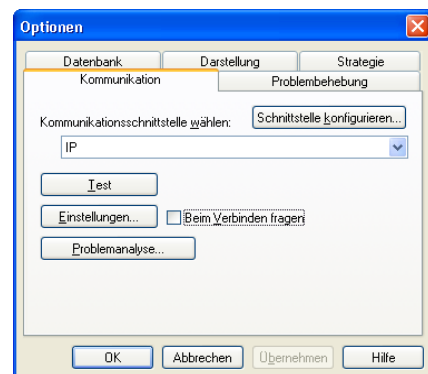 Optionen
Datenbank Darstellung Strategie
Kommunikation Problembehebung
Kommunikationsschnittstelle wählen: Schnittstelle konfigurieren...
IP
Test
Einstellungen... Beim Verbinden fragen
Problemanalyse...
OK Abbrechen Übernehmen Hilfe